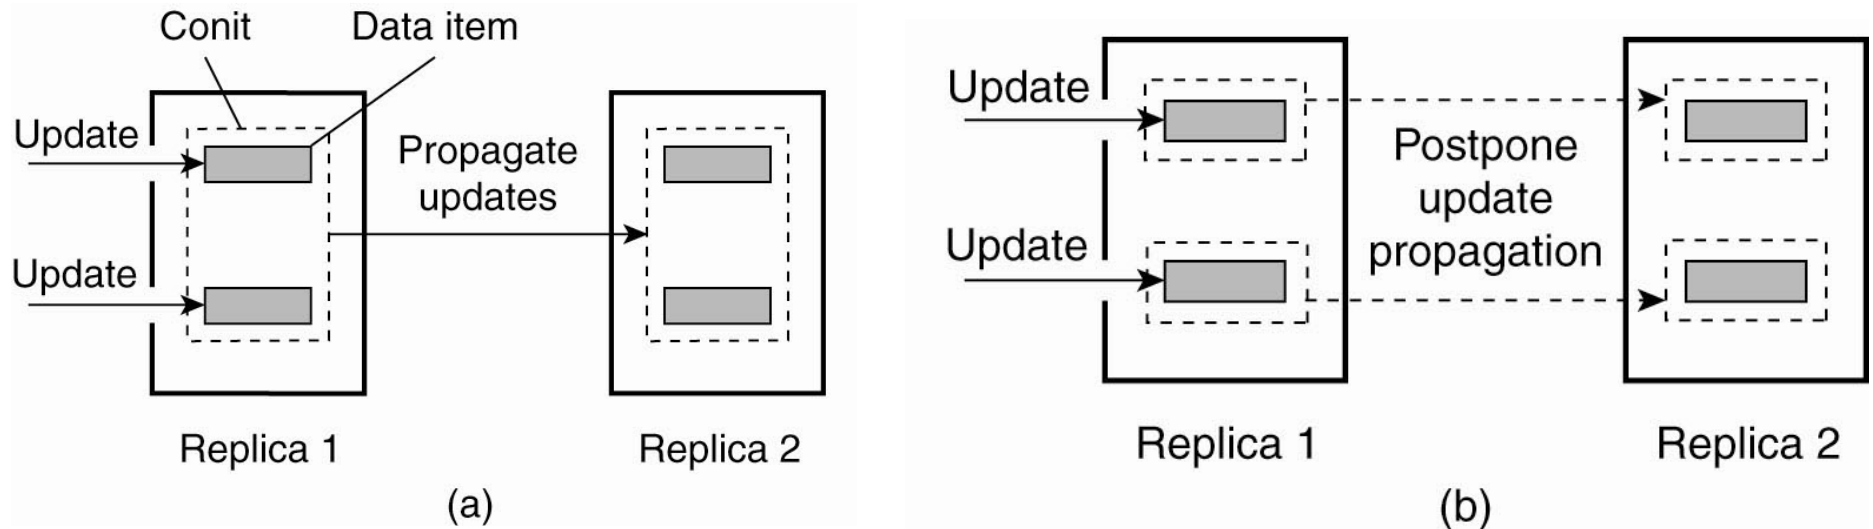 Conit
Data item
Update
Propagate
updates
Update
Replica 1
Replica 2
(a)
Update
Postpone
update
propagation
Update
Replica 1
Replica 2
(b)